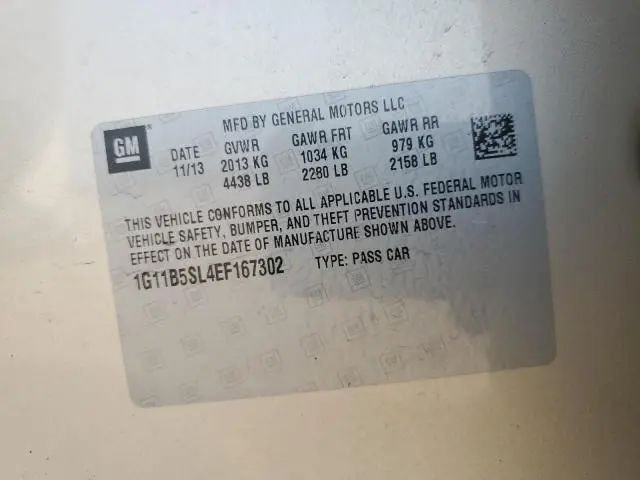 MFD BY GENERAL MOTORS LLC
GM®
DATE GVWR GAWR FRT GAWR RR
11/13 2013 KG 1034 KG 979 KG
4438 LB 2280 LB 2158 LB
THIS VEHICLE CONFORMS TO ALL APPLICABLE U.S. FEDERAL MOTOR
VEHICLE SAFETY, BUMPER, AND THEFT PREVENTION STANDARDS IN
EFFECT ON THE DATE OF MANUFACTURE SHOWN ABOVE.
1G11B5SL4EF167302 TYPE: PASS CAR